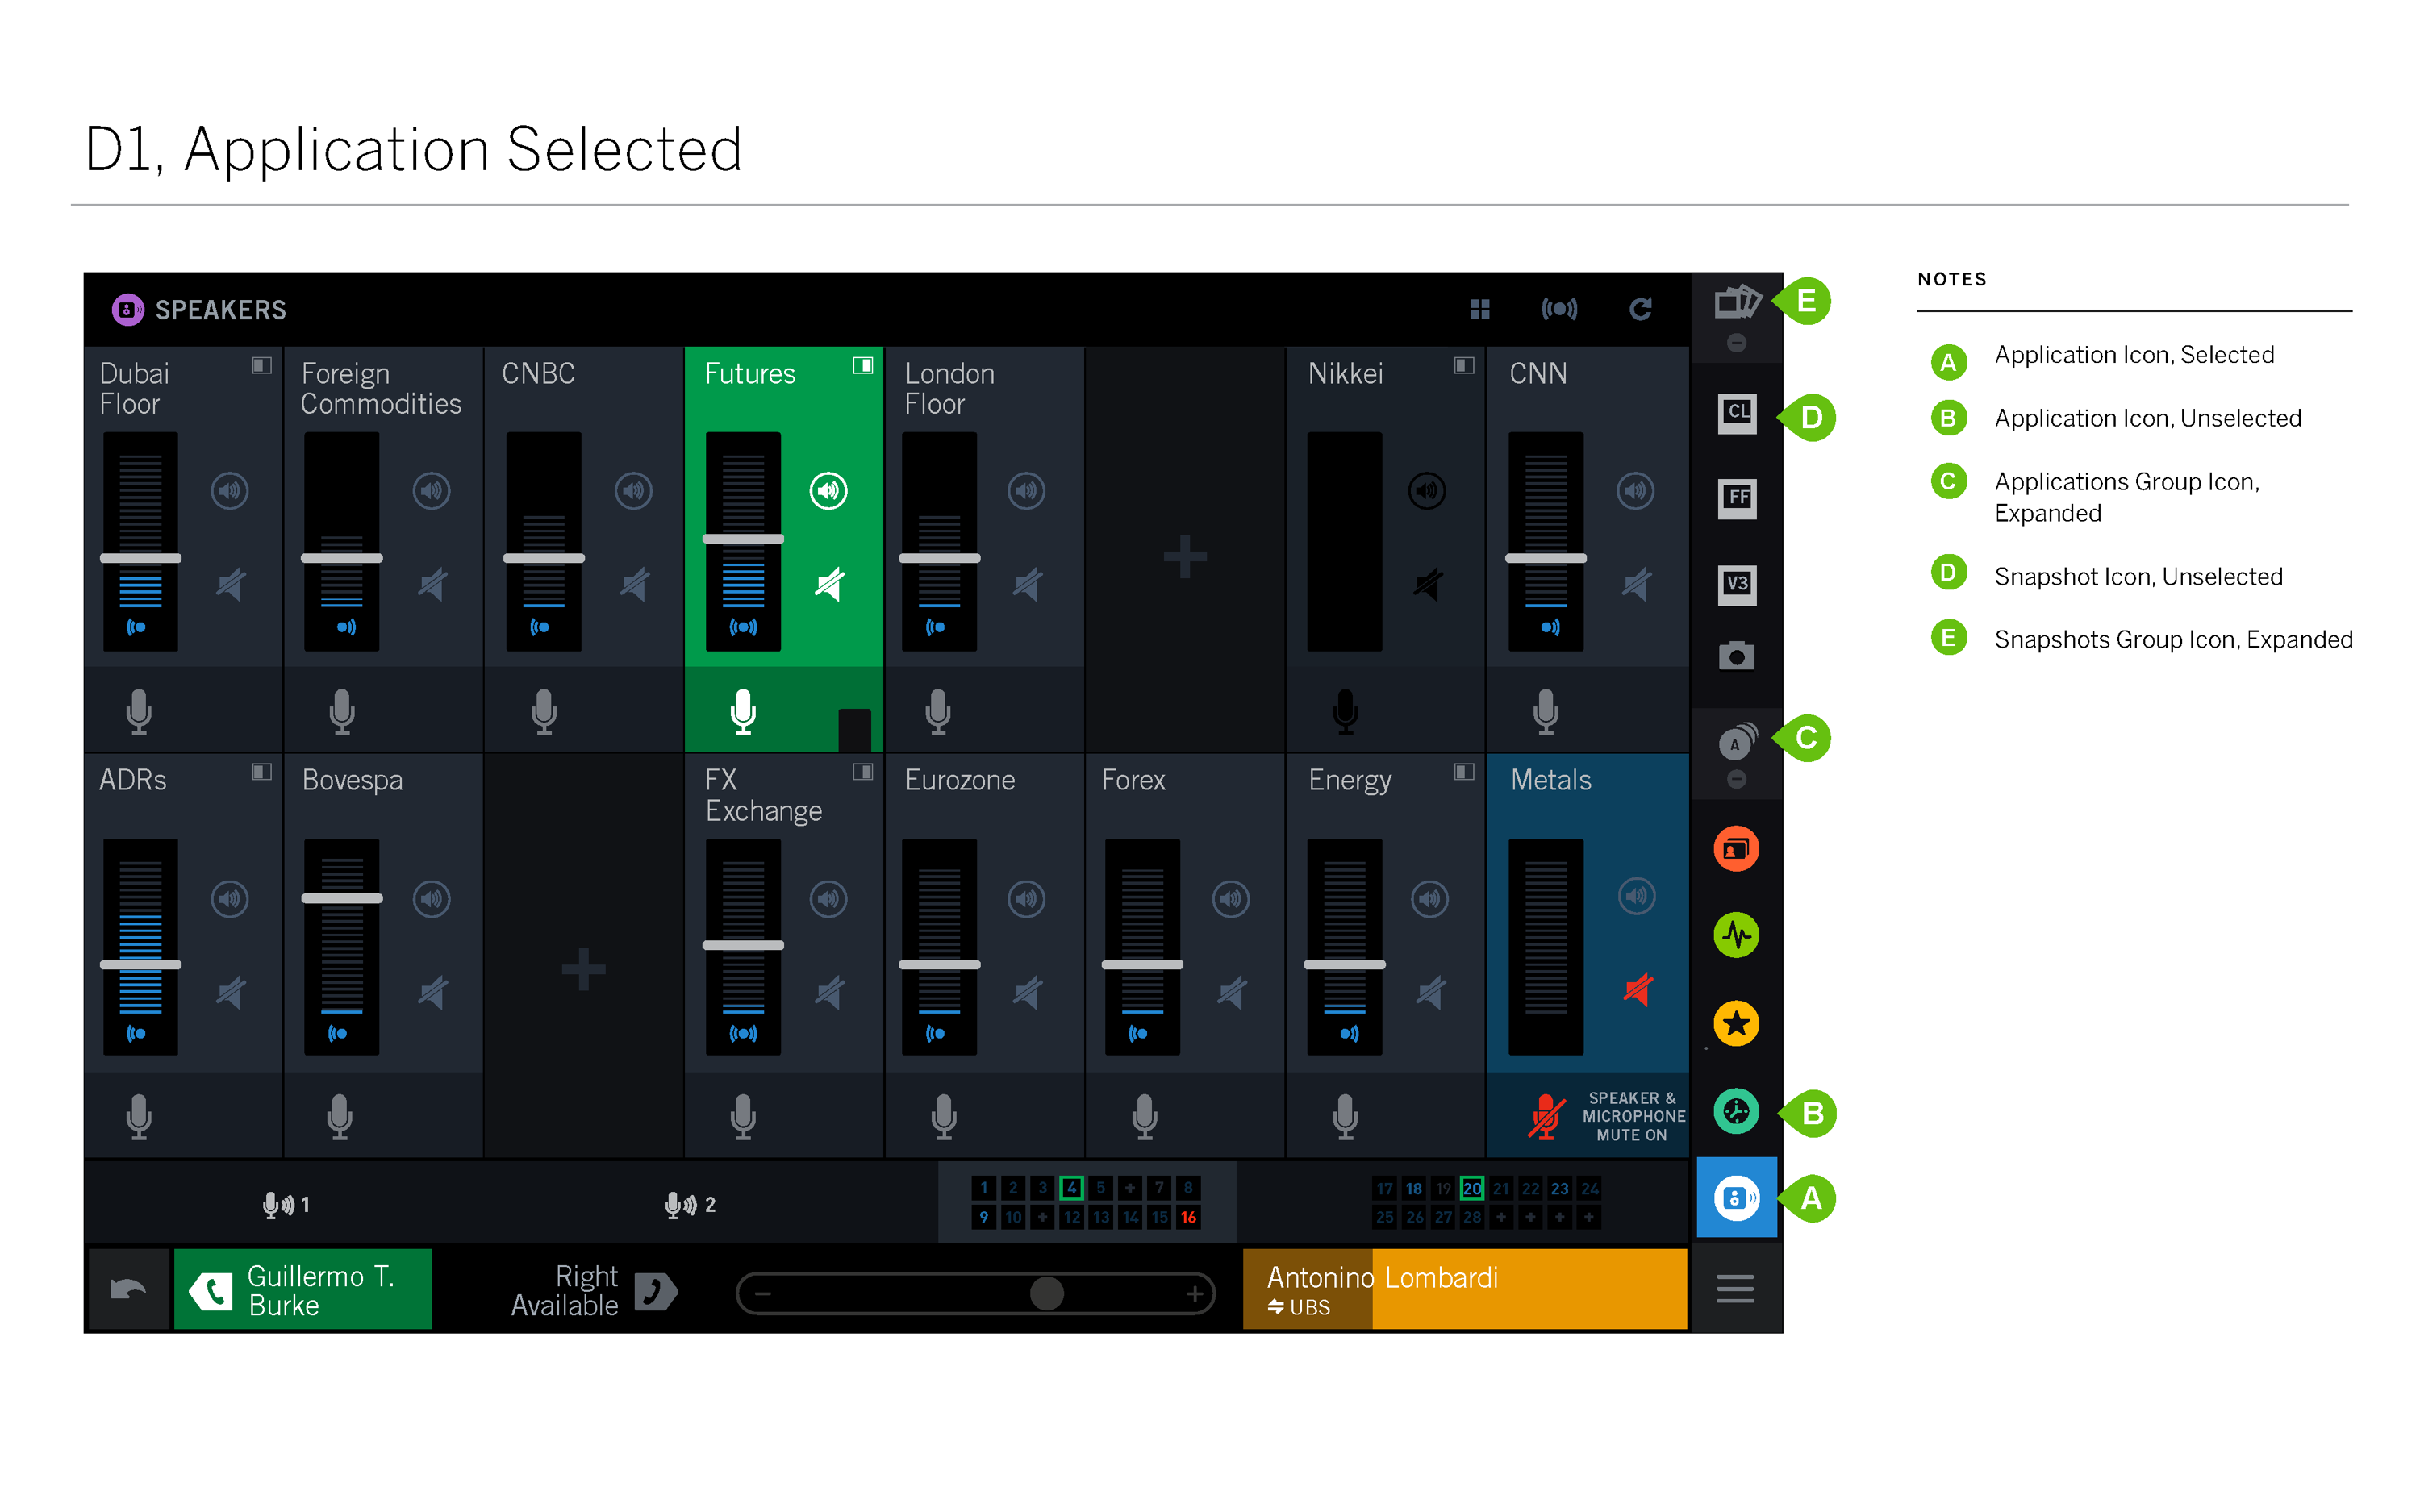 D1, Application Selected
SPEAKERS
Dubai
Floor
Foreign
Commodities
CNBC
Futures
London
Floor
Nikkei
CNN
ADRs
Bovespa
FX
Exchange
Eurozone
Forex
Energy
Metals
SPEAKER &
MICROPHONE
MUTE ON
1
2
1 2 3 4 5 + 7 8
9 10 + 12 13 14 15 16
17 18 19 20 21 22 23 24
25 26 27 28 + + + +
Guillermo T.
Burke
Right
Available
Antonino Lombardi
UBS
CL
FF
V3
A
E
D
C
B
A
NOTES
A Application Icon, Selected
B Application Icon, Unselected
C Applications Group Icon,
Expanded
D Snapshot Icon, Unselected
E Snapshots Group Icon, Expanded